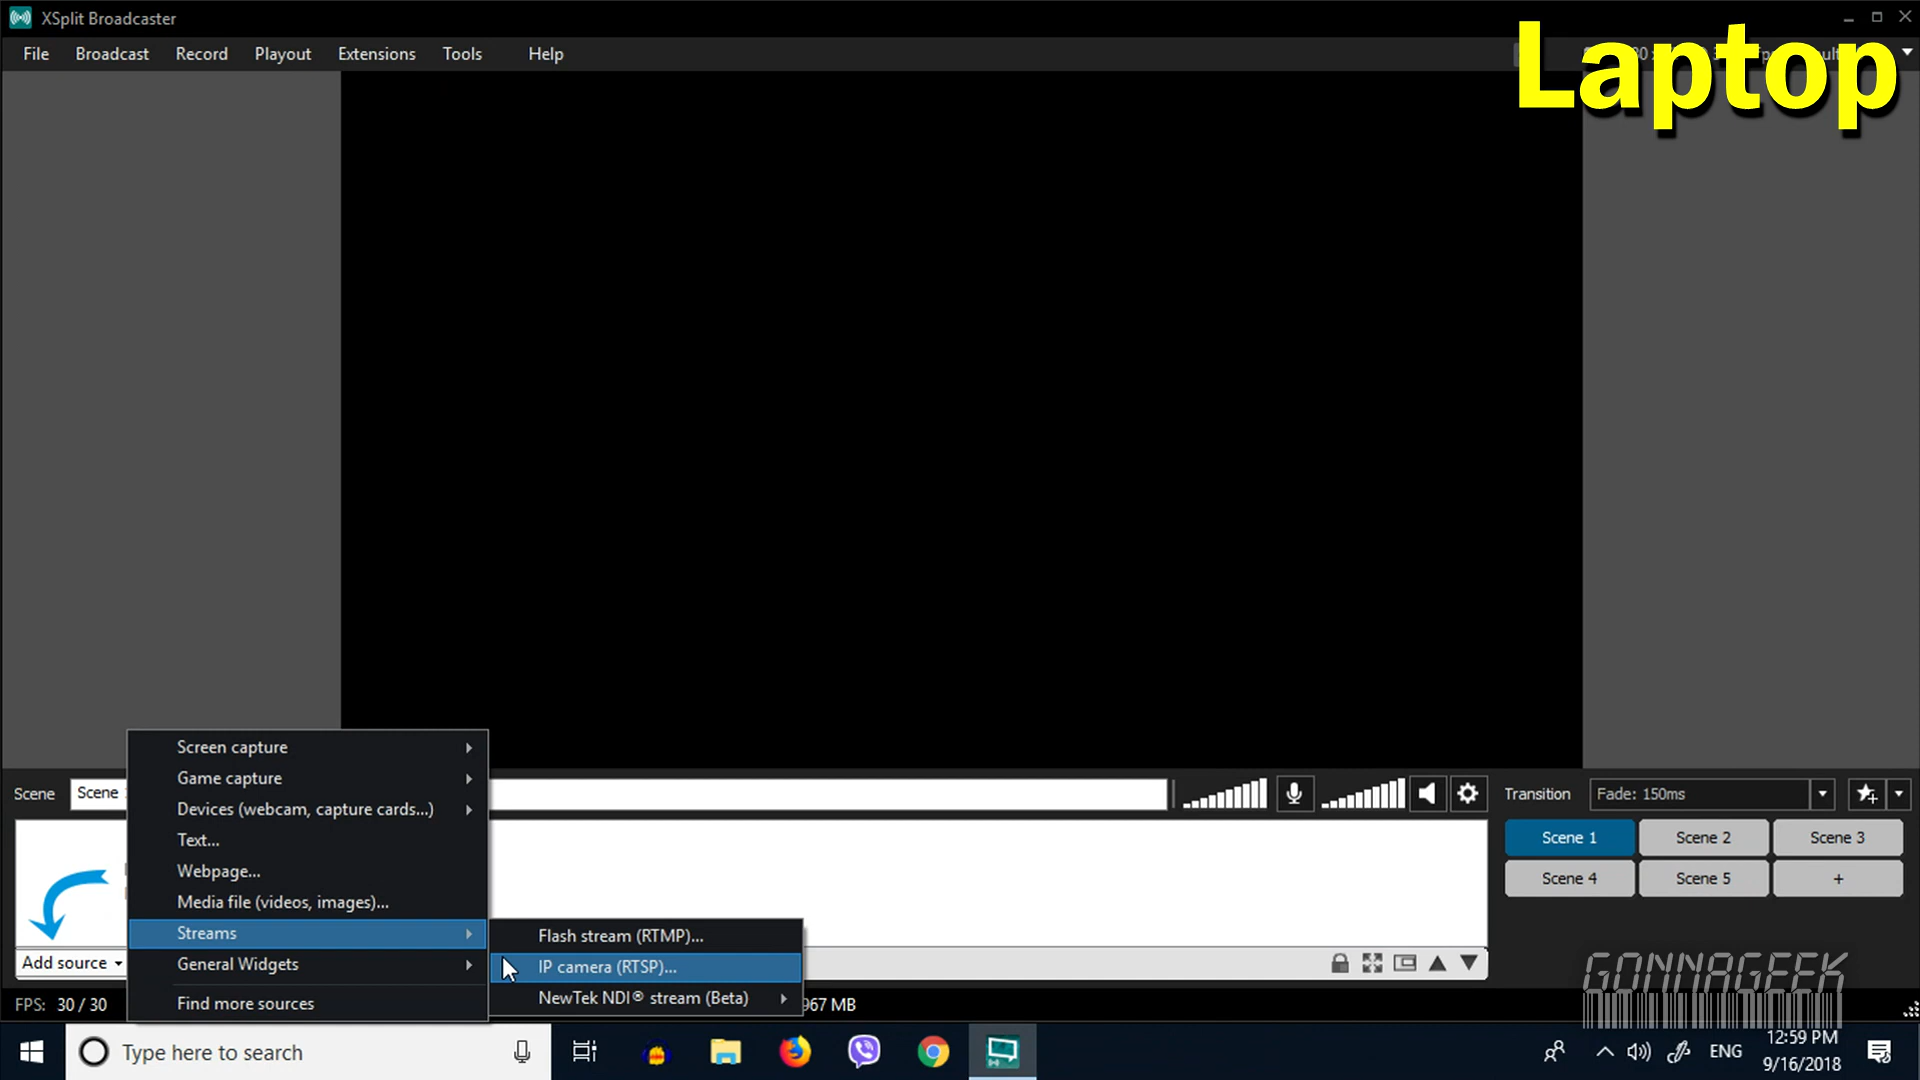 XSplit Broadcaster
Laptop
File Broadcast Record Playout Extensions Tools Help
Screen capture
Game capture
Devices (webcam, capture cards...)
Text...
Webpage...
Media file (videos, images)...
Streams
General Widgets
Find more sources
Flash stream (RTMP)...
IP camera (RTSP)...
NewTek NDI® stream (Beta)
Scene Scene
Transition Fade: 150ms
Scene 1 Scene 2 Scene 3
Scene 4 Scene 5 +
Add source
FPS: 30 / 30
967 MB
GONNAGEEK
Type here to search
ENG
12:59 PM
9/16/2018